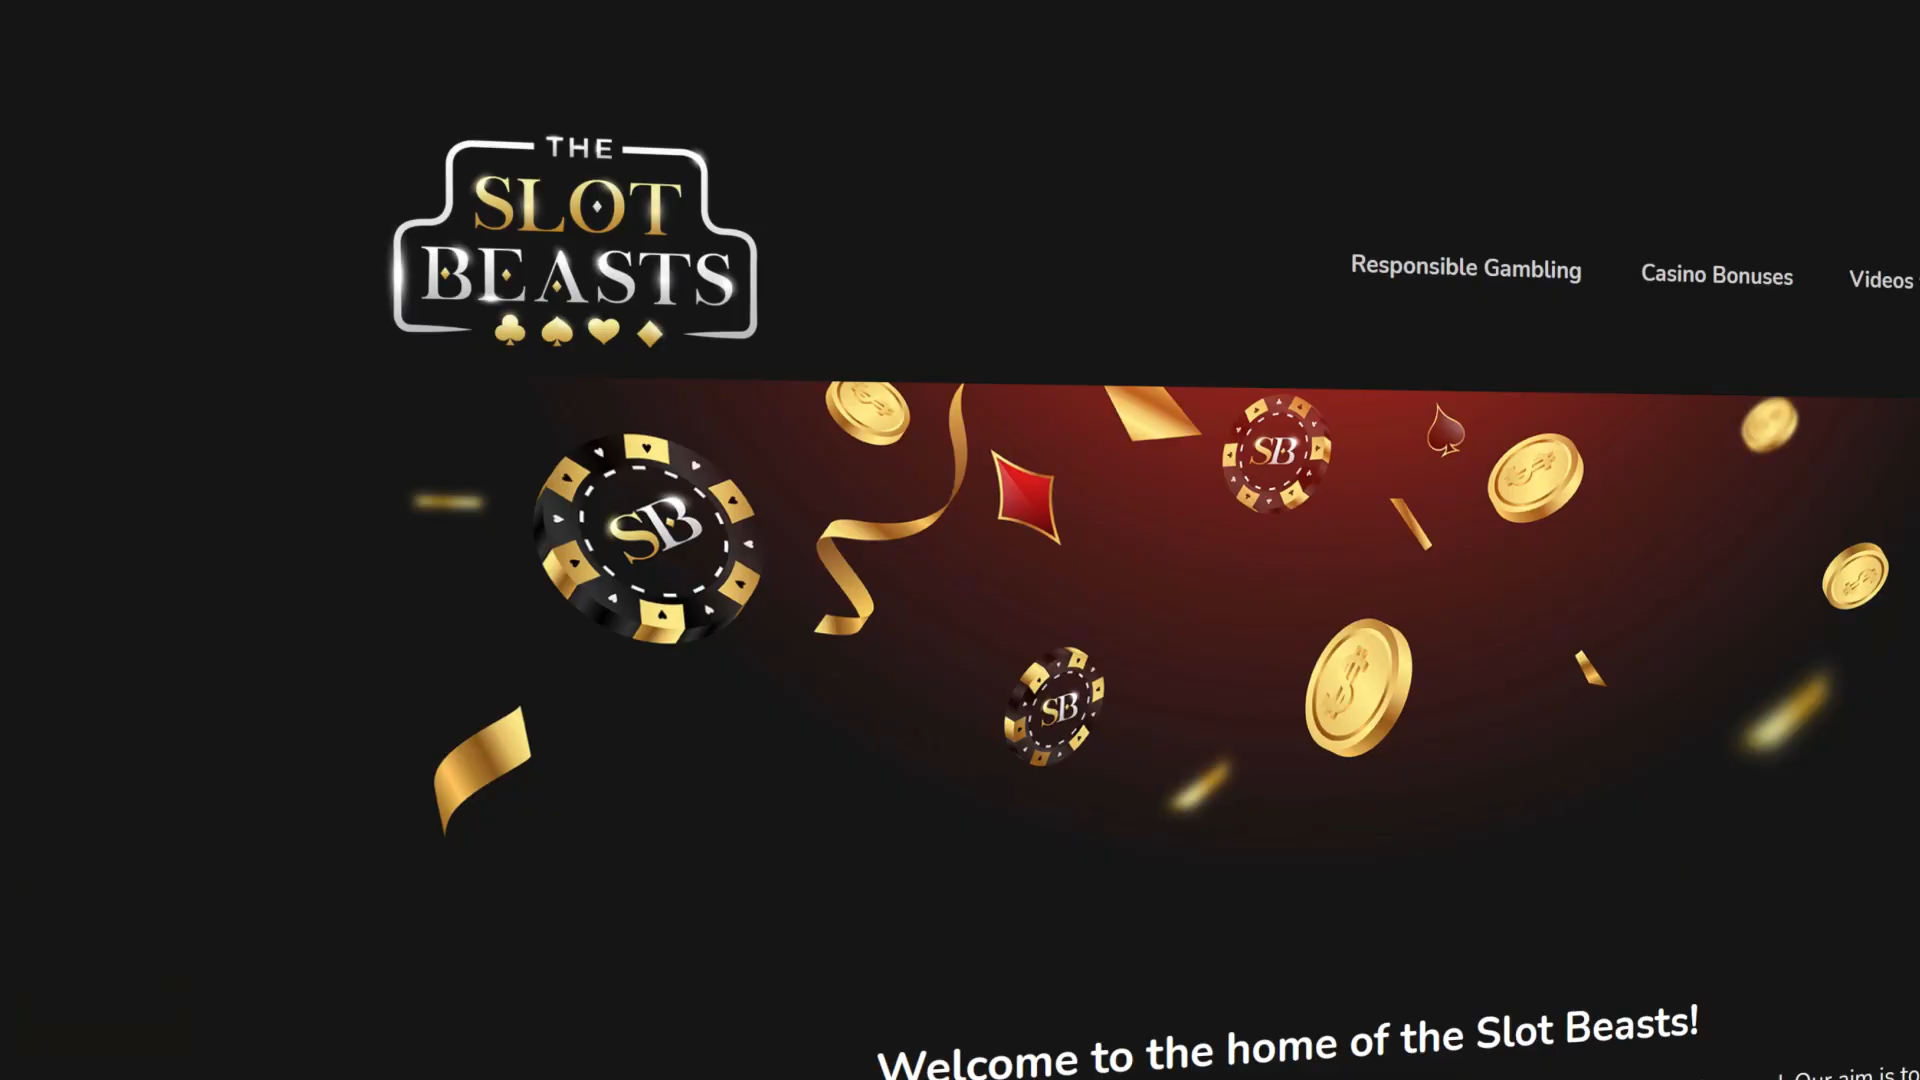 THE
SLOT
BEASTS
Responsible Gambling
Casino Bonuses
Videos
SB
SB
SB
Welcome to the home of the Slot Beasts!
Our aim is to